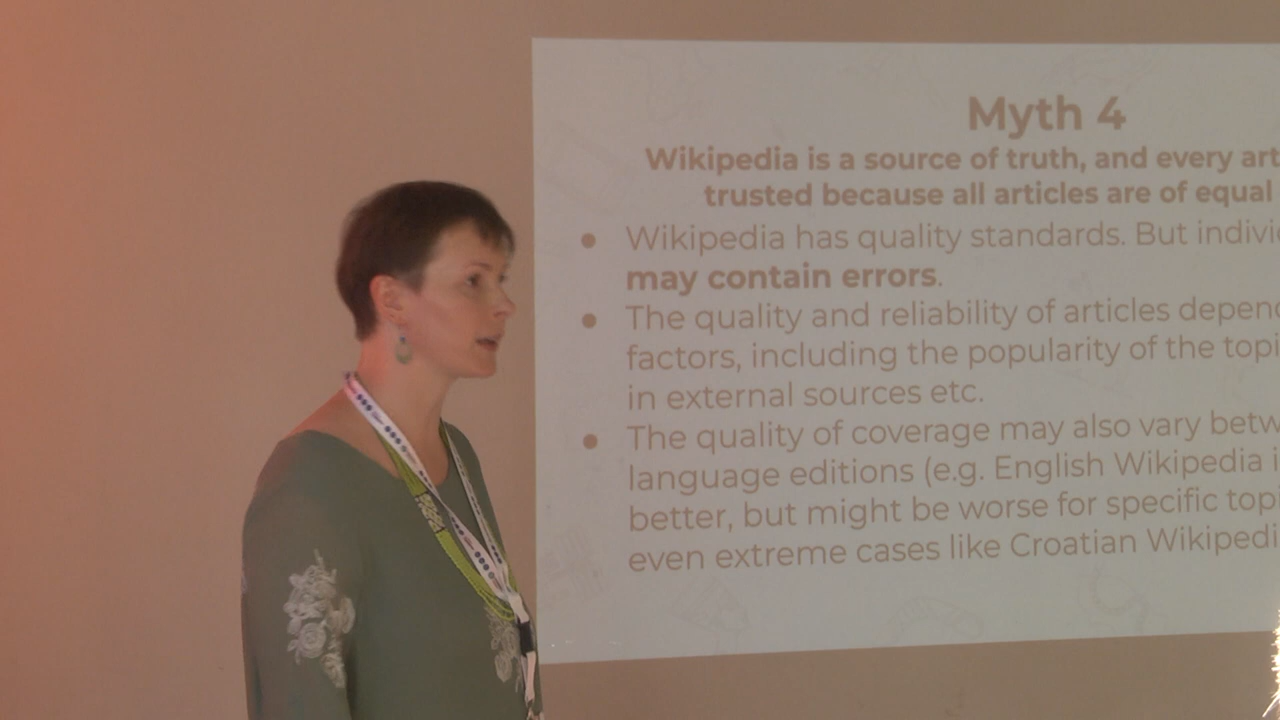 Myth 4
Wikipedia is a source of truth, and every art
trusted because all articles are of equal
● Wikipedia has quality standards. But indivi
may contain errors.
● The quality and reliability of articles depend
factors, including the popularity of the topi
in external sources etc.
● The quality of coverage may also vary betw
language editions (e.g. English Wikipedia i
better, but might be worse for specific top
even extreme cases like Croatian Wikipedi